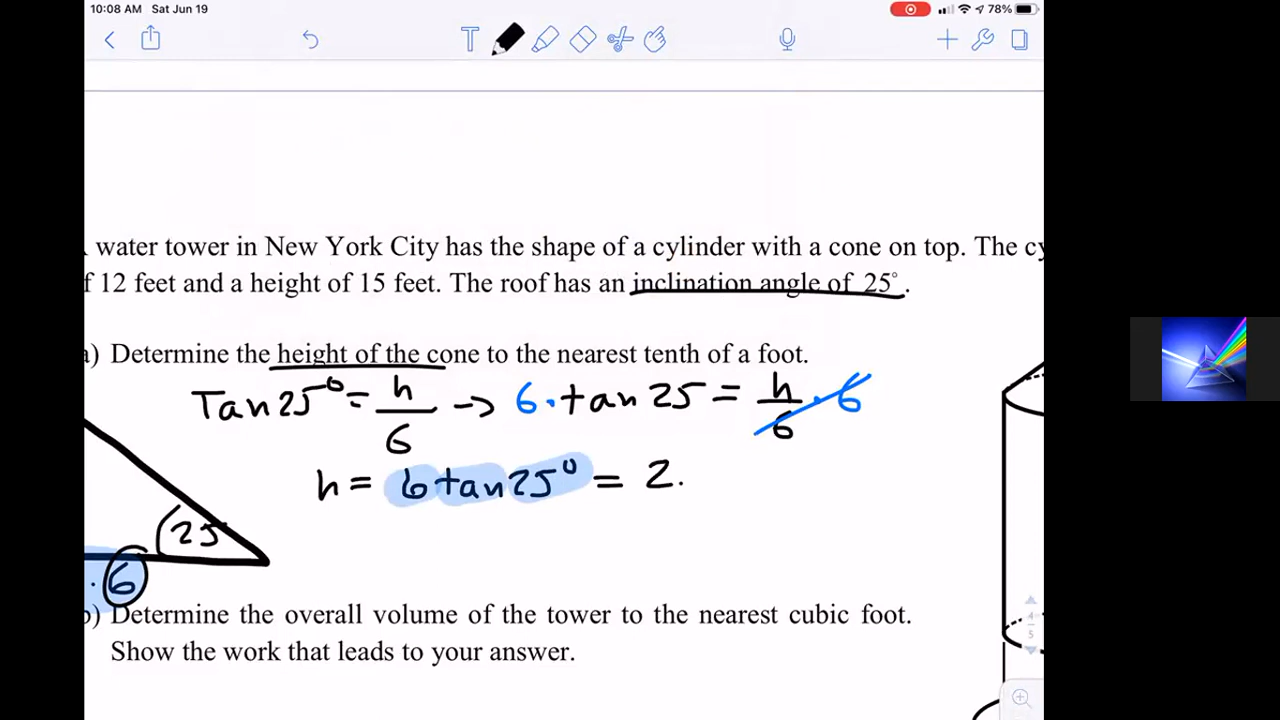 10:08 AM Sat Jun 19 78%
water tower in New York City has the shape of a cylinder with a cone on top. The cy
f 12 feet and a height of 15 feet. The roof has an inclination angle of 25°.
a) Determine the height of the cone to the nearest tenth of a foot.
Tan 25° = h/6 → 6 · tan 25 = h/6 · 6
h = 6 tan 25° = 2.
25
. 6
b) Determine the overall volume of the tower to the nearest cubic foot.
Show the work that leads to your answer.
4
5